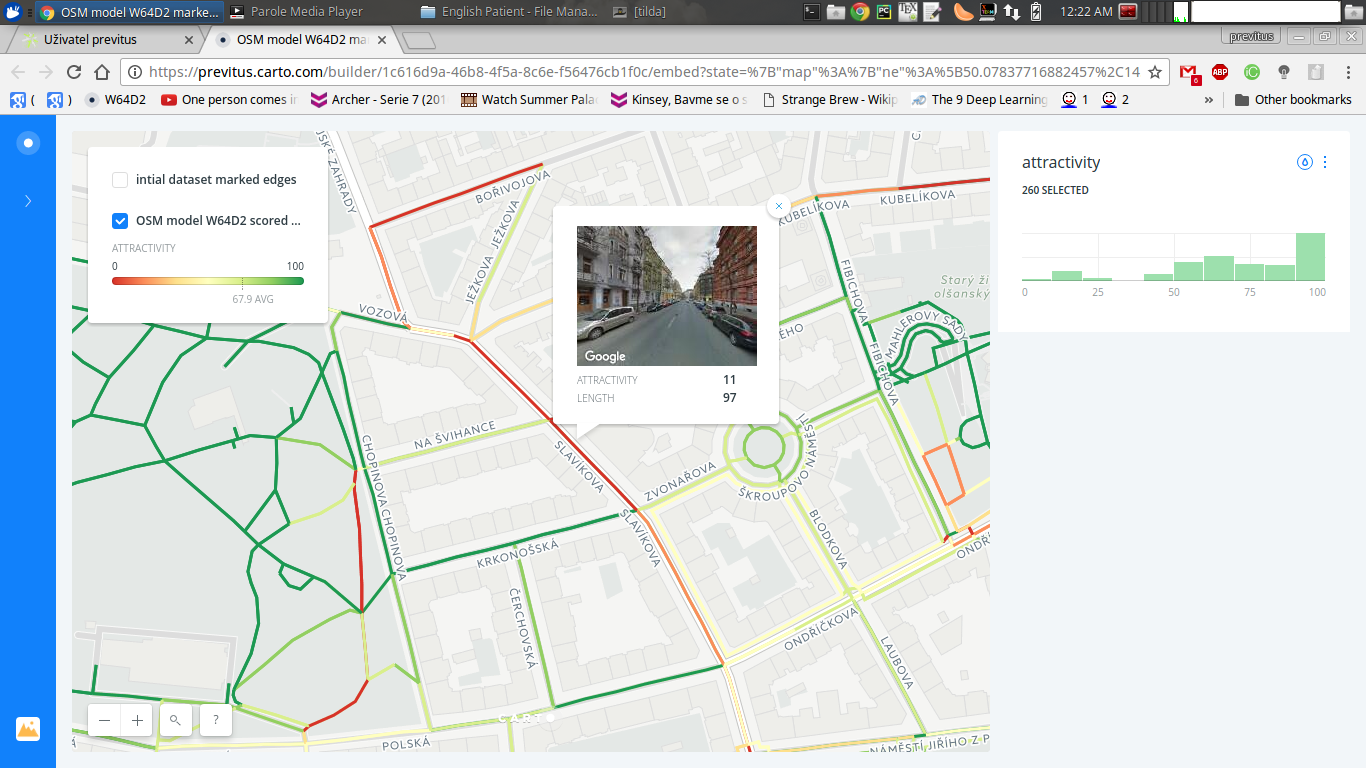 OSM model W64D2 marke...
Parole Media Player
English Patient - File Mana...
[tilda]
12:22 AM
Uživatel previtus
OSM model W64D2 ma
previtus
https://previtus.carto.com/builder/1c616d9a-46b8-4f5a-8c6e-f56476cb1f0c/embed?state=%7B"map"%3A%7B"ne"%3A%5B50.07837716882457%2C14
ABP
6
(
)
W64D2
One person comes i
Archer - Serie 7 (201
Watch Summer Pala
Kinsey, Bavme se o s
Strange Brew - Wikip
The 9 Deep Learning
1
2
»
Other bookmarks
intial dataset marked edges
OSM model W64D2 scored ...
ATTRACTIVITY
0
100
67.9 AVG
attractivity
260 SELECTED
0
25
50
75
100
Google
ATTRACTIVITY
11
LENGTH
97
SKÉ ZAHRADY
BOŘIVOJOVA
JEŽKOVA
JEŽKOVA
KUBELÍKOVA
KUBELÍKOVA
FIBICHOVA
Starý ži
olšanský
VOZOVÁ
ÉHO
MAHLEROVY SADY
FIBICHOVA
NA ŠVIHANCE
SLAVÍKOVA
CHOPINOVA
CHOPINOVA
ZVONAŘOVA
ŠKROUPOVO NÁMĚSTÍ
SLAVÍKOVA
BLODKOVA
ONDŘ
KRKONOŠSKÁ
ČERCHOVSKÁ
ONDŘÍČKOVA
LAUBOVA
CARTO
− + ?
POLSKÁ
NÁMĚSTÍ JIŘÍHO Z P